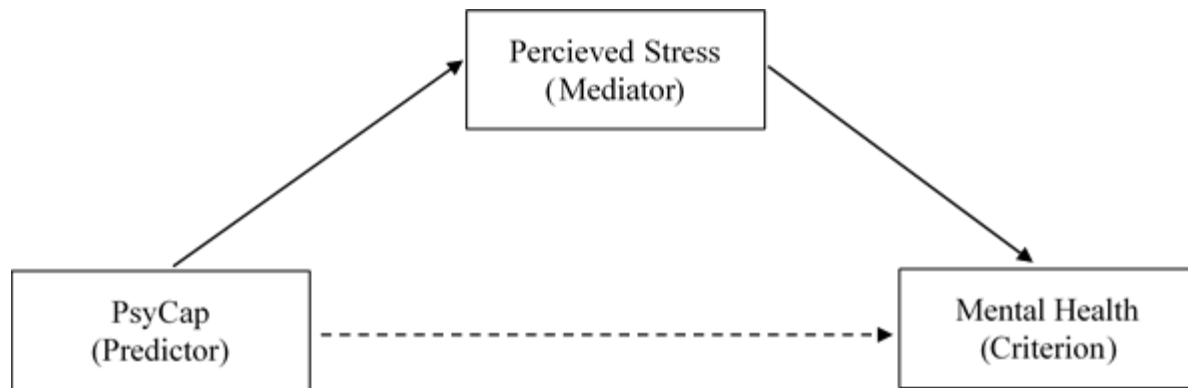 Percieved Stress
(Mediator)
PsyCap
(Predictor)
Mental Health
(Criterion)